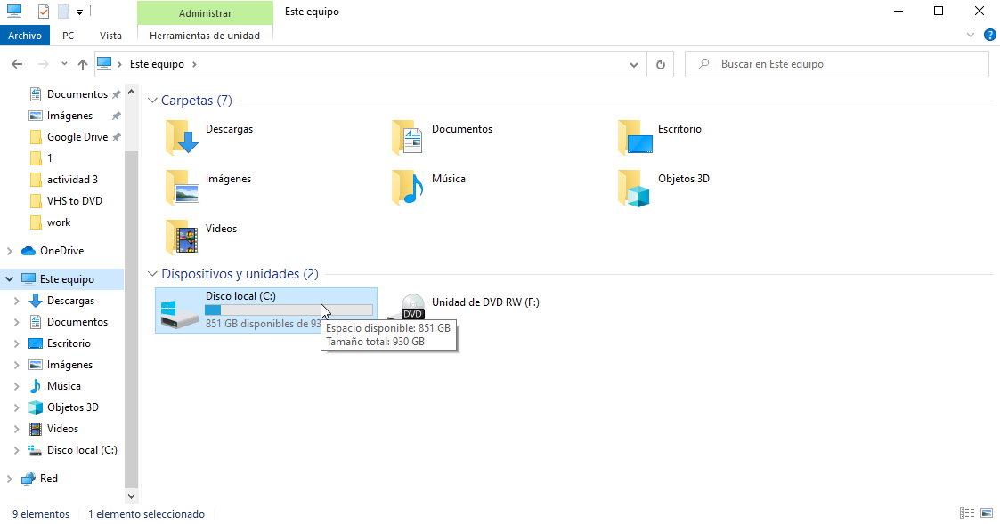 Administrar
Este equipo
Archivo
PC
Vista
Herramientas de unidad
?
Este equipo
Buscar en Este equipo
Documentos
Imágenes
Google Drive
1
actividad 3
VHS to DVD
work
OneDrive
Este equipo
Descargas
Documentos
Escritorio
Imágenes
Música
Objetos 3D
Videos
Disco local (C:)
Red
Carpetas (7)
Descargas
Documentos
Escritorio
Imágenes
Música
Objetos 3D
Videos
Dispositivos y unidades (2)
Disco local (C:)
851 GB disponibles de 93
DVD
Unidad de DVD RW (F:)
Espacio disponible: 851 GB
Tamaño total: 930 GB
9 elementos
1 elemento seleccionado